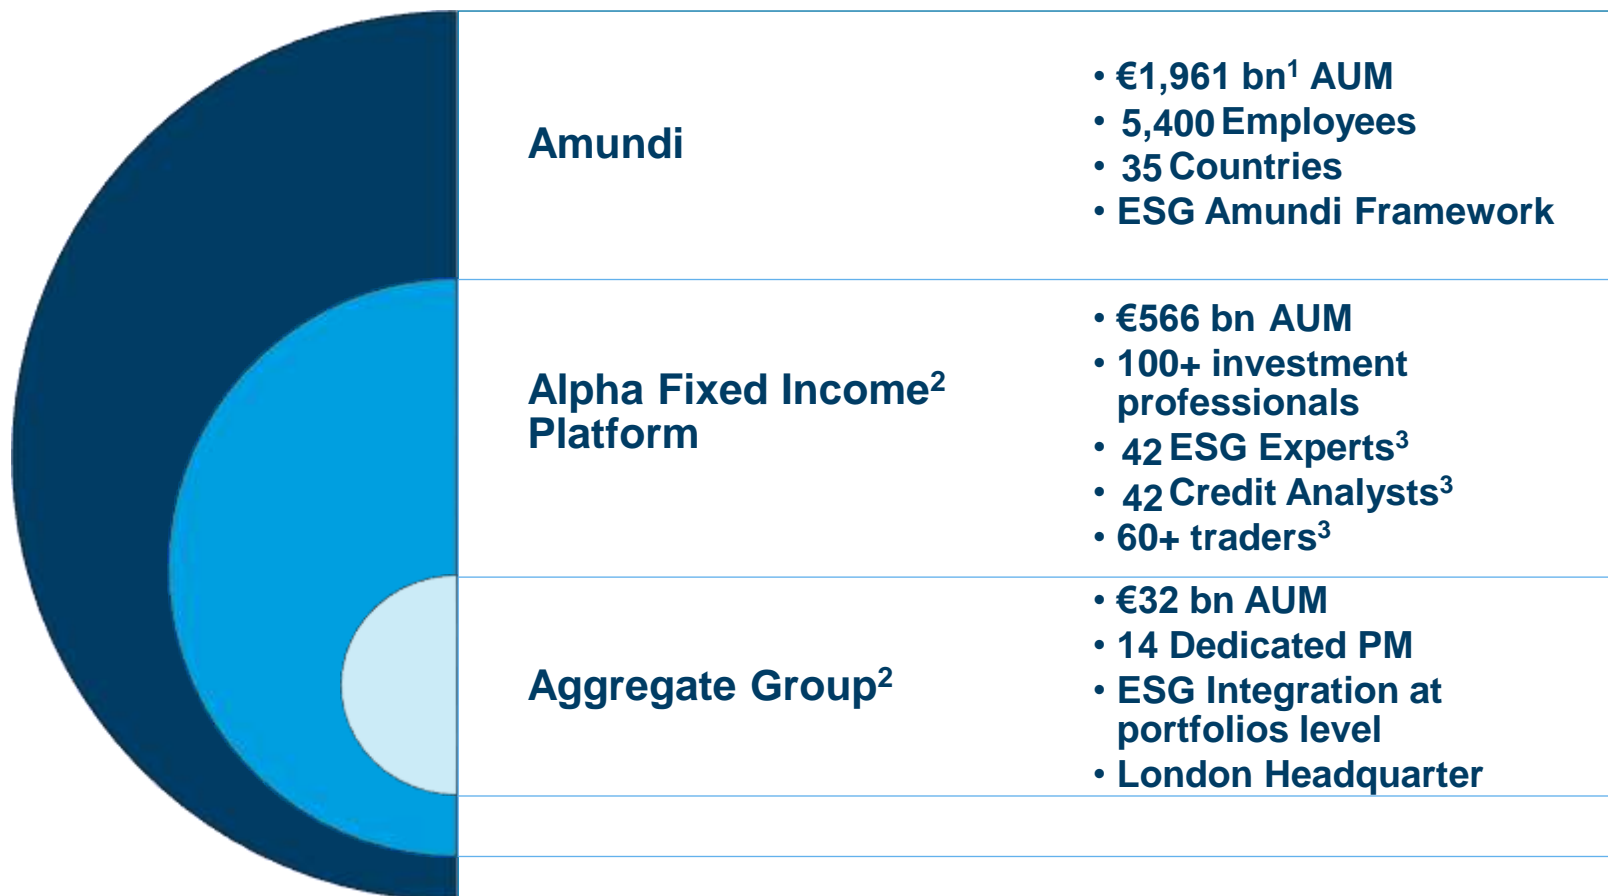 Amundi
• €1,961 bn¹ AUM
• 5,400 Employees
• 35 Countries
• ESG Amundi Framework
Alpha Fixed Income²
Platform
• €566 bn AUM
• 100+ investment
professionals
• 42 ESG Experts³
• 42 Credit Analysts³
• 60+ traders³
Aggregate Group²
• €32 bn AUM
• 14 Dedicated PM
• ESG Integration at
portfolios level
• London Headquarter